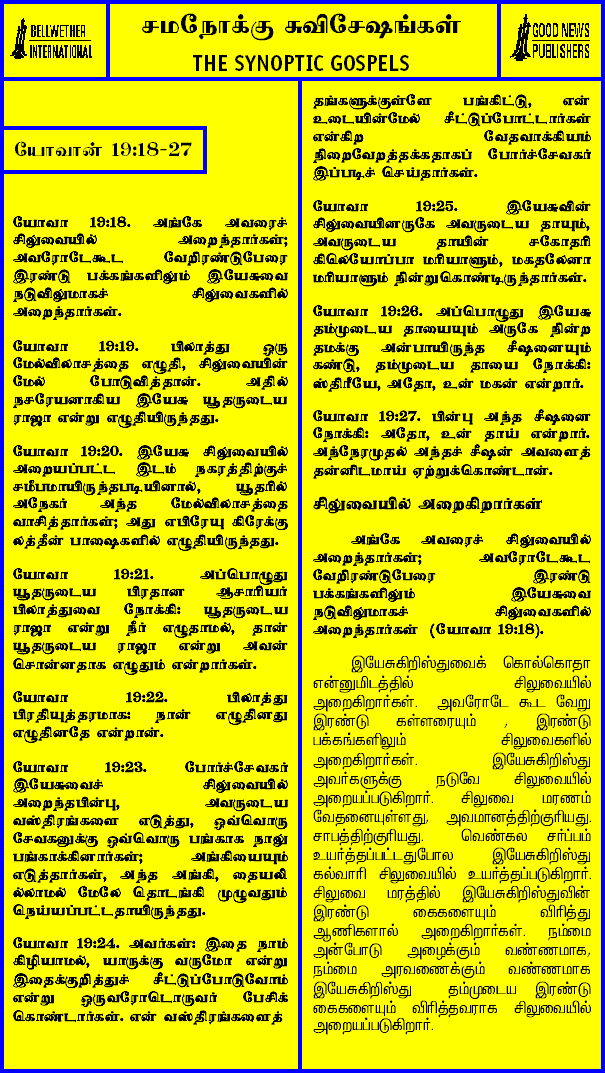 BELLWETHER
INTERNATIONAL
சமநோக்கு சுவிசேஷங்கள்
THE SYNOPTIC GOSPELS
GOOD NEWS
PUBLISHERS
யோவான் 19:18-27
யோவா 19:18. அங்கே அவரைச்
சிலுவையில் அறைந்தார்கள்;
அவரோடேகூட வேறிரண்டுபேரை
இரண்டு பக்கங்களிலும் இயேசுவை
நடுவிலுமாகச் சிலுவைகளில்
அறைந்தார்கள்.
யோவா 19:19. பிலாத்து ஒரு
மேல்விலாசத்தை எழுதி, சிலுவையின்
மேல் போடுவித்தான். அதில்
நசரேயனாகிய இயேசு யூதருடைய
ராஜா என்று எழுதியிருந்தது.
யோவா 19:20. இயேசு சிலுவையில்
அறையப்பட்ட இடம் நகரத்திற்குச்
சமீபமாயிருந்தபடியினால், யூதரில்
அநேகர் அந்த மேல்விலாசத்தை
வாசித்தார்கள்; அது எபிரேயு கிரேக்கு
லத்தீன் பாஷைகளில் எழுதியிருந்தது.
யோவா 19:21. அப்பொழுது
யூதருடைய பிரதான ஆசாரியர்
பிலாத்துவை நோக்கி: யூதருடைய
ராஜா என்று நீர் எழுதாமல், தான்
யூதருடைய ராஜா என்று அவன்
சொன்னதாக எழுதும் என்றார்கள்.
யோவா 19:22. பிலாத்து
பிரதியுத்தரமாக: நான் எழுதினது
எழுதினதே என்றான்.
யோவா 19:23. போர்ச்சேவகர்
இயேசுவைச் சிலுவையில்
அறைந்தபின்பு, அவருடைய
வஸ்திரங்களை எடுத்து, ஒவ்வொரு
சேவகனுக்கு ஒவ்வொரு பங்காக நாலு
பங்காக்கினார்கள்; அங்கியையும்
எடுத்தார்கள், அந்த அங்கி, தையலி
ல்லாமல் மேலே தொடங்கி முழுவதும்
நெய்யப்பட்டதாயிருந்தது.
யோவா 19:24. அவர்கள்: இதை நாம்
கிழியாமல், யாருக்கு வருமோ என்று
இதைக்குறித்துச் சீட்டுப்போடுவோம்
என்று ஒருவரோடொருவர் பேசிக்
கொண்டார்கள். என் வஸ்திரங்களைத்
தங்களுக்குள்ளே பங்கிட்டு, என்
உடையின்மேல் சீட்டுப்போட்டார்கள்
என்கிற வேதவாக்கியம்
நிறைவேறத்தக்கதாகப் போர்ச்சேவகர்
இப்படிச் செய்தார்கள்.
யோவா 19:25. இயேசுவின்
சிலுவையினருகே அவருடைய தாயும்,
அவருடைய தாயின் சகோதரி
கிலெயோப்பா மரியாளும், மகதலேனா
மரியாளும் நின்றுகொண்டிருந்தார்கள்.
யோவா 19:26. அப்பொழுது இயேசு
தம்முடைய தாயையும் அருகே நின்ற
தமக்கு அன்பாயிருந்த சீஷனையும்
கண்டு, தம்முடைய தாயை நோக்கி:
ஸ்திரீயே, அதோ, உன் மகன் என்றார்.
யோவா 19:27. பின்பு அந்த சீஷனை
நோக்கி: அதோ, உன் தாய் என்றார்.
அந்நேரமுதல் அந்தச் சீஷன் அவளைத்
தன்னிடமாய் ஏற்றுக்கொண்டான்.
சிலுவையில் அறைகிறார்கள்
அங்கே அவரைச் சிலுவையில்
அறைந்தார்கள்; அவரோடேகூட
வேறிரண்டுபேரை இரண்டு
பக்கங்களிலும் இயேசுவை
நடுவிலுமாகச் சிலுவைகளில்
அறைந்தார்கள் (யோவா 19:18).
இயேசுகிறிஸ்துவைக் கொல்கொதா
என்னுமிடத்தில் சிலுவையில்
அறைகிறார்கள். அவரோடே கூட வேறு
இரண்டு கள்ளரையும் , இரண்டு
பக்கங்களிலும் சிலுவைகளில்
அறைகிறார்கள். இயேசுகிறிஸ்து
அவர்களுக்கு நடுவே சிலுவையில்
அறையப்படுகிறார். சிலுவை மரணம்
வேதனையுள்ளது, அவமானத்திற்குரியது.
சாபத்திற்குரியது. வெண்கல சர்ப்பம்
உயர்த்தப்பட்டதுபோல இயேசுகிறிஸ்து
கல்வாரி சிலுவையில் உயர்த்தப்படுகிறார்.
சிலுவை மரத்தில் இயேசுகிறிஸ்துவின்
இரண்டு கைகளையும் விரித்து
ஆணிகளால் அறைகிறார்கள். நம்மை
அன்போடு அழைக்கும் வண்ணமாக,
நம்மை அரவணைக்கும் வண்ணமாக
இயேசுகிறிஸ்து தம்முடைய இரண்டு
கைகளையும் விரித்தவராக சிலுவையில்
அறையப்படுகிறார்.